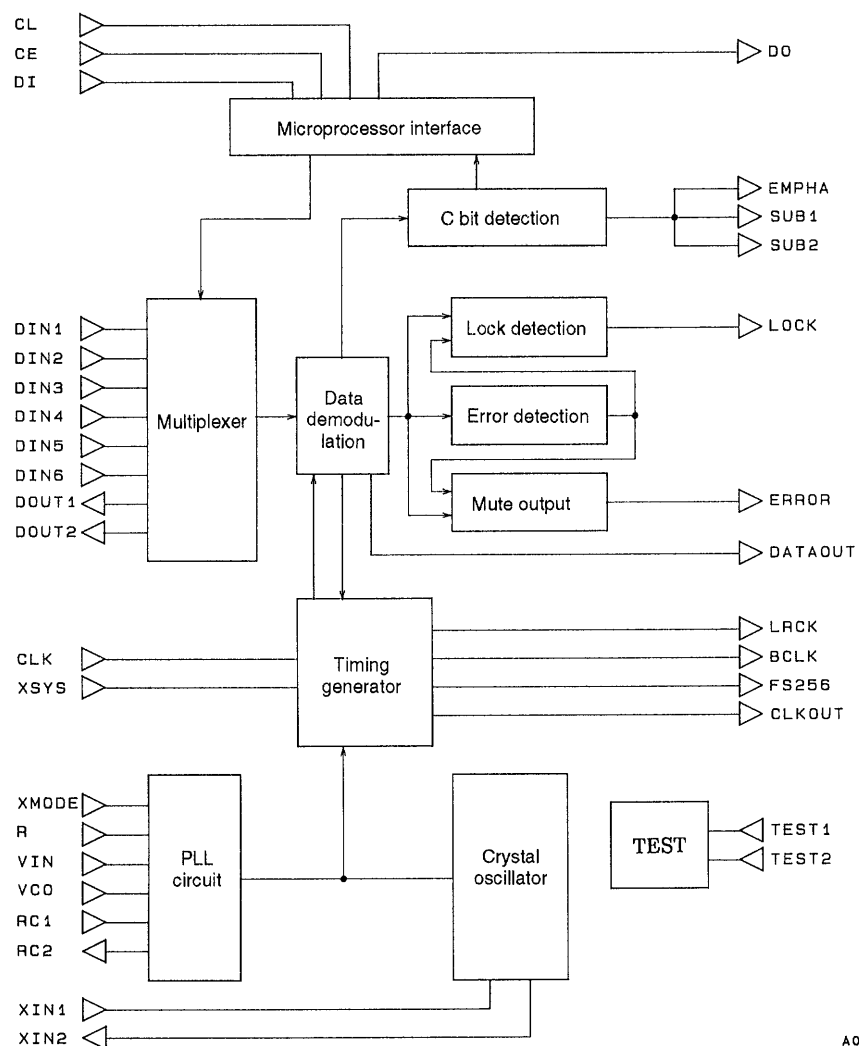 CL
CE
DI
DO
Microprocessor interface
EMPHA
SUB1
SUB2
C bit detection
DIN1
DIN2
DIN3
DIN4
DIN5
DIN6
DOUT1
DOUT2
Multiplexer
Data
demodu-
lation
Lock detection
LOCK
Error detection
Mute output
ERROR
DATAOUT
CLK
XSYS
Timing
generator
LRCK
BCLK
FS256
CLKOUT
XMODE
R
VIN
VCO
RC1
RC2
PLL
circuit
Crystal
oscillator
TEST
TEST1
TEST2
XIN1
XIN2
A0